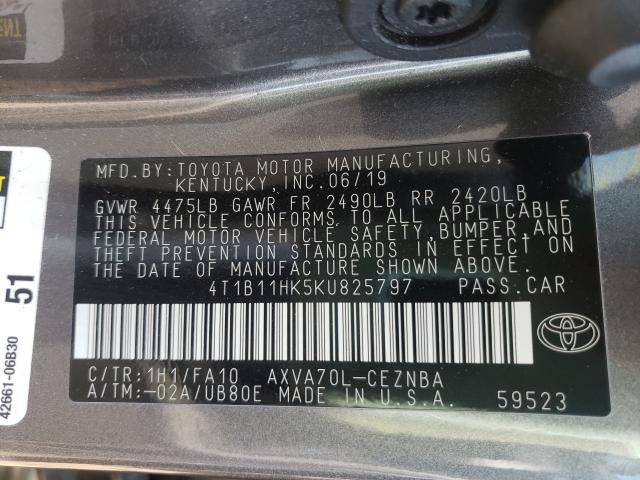 MFD.BY:TOYOTA MOTOR MANUFACTURING,
KENTUCKY,INC.06/19
GVWR 4475LB GAWR FR 2490LB RR 2420LB
THIS VEHICLE CONFORMS TO ALL APPLICABLE
FEDERAL MOTOR VEHICLE SAFETY,BUMPER,AND
THEFT PREVENTION STANDARDS IN EFFECT ON
THE DATE OF MANUFACTURE SHOWN ABOVE.
4T1B11HK5KU825797 PASS.CAR
C/TR:1H1/FA10 AXVA70L-CEZNBA
A/TM:-02A/UB80E MADE IN U.S.A. 59523
42661-06B30
51